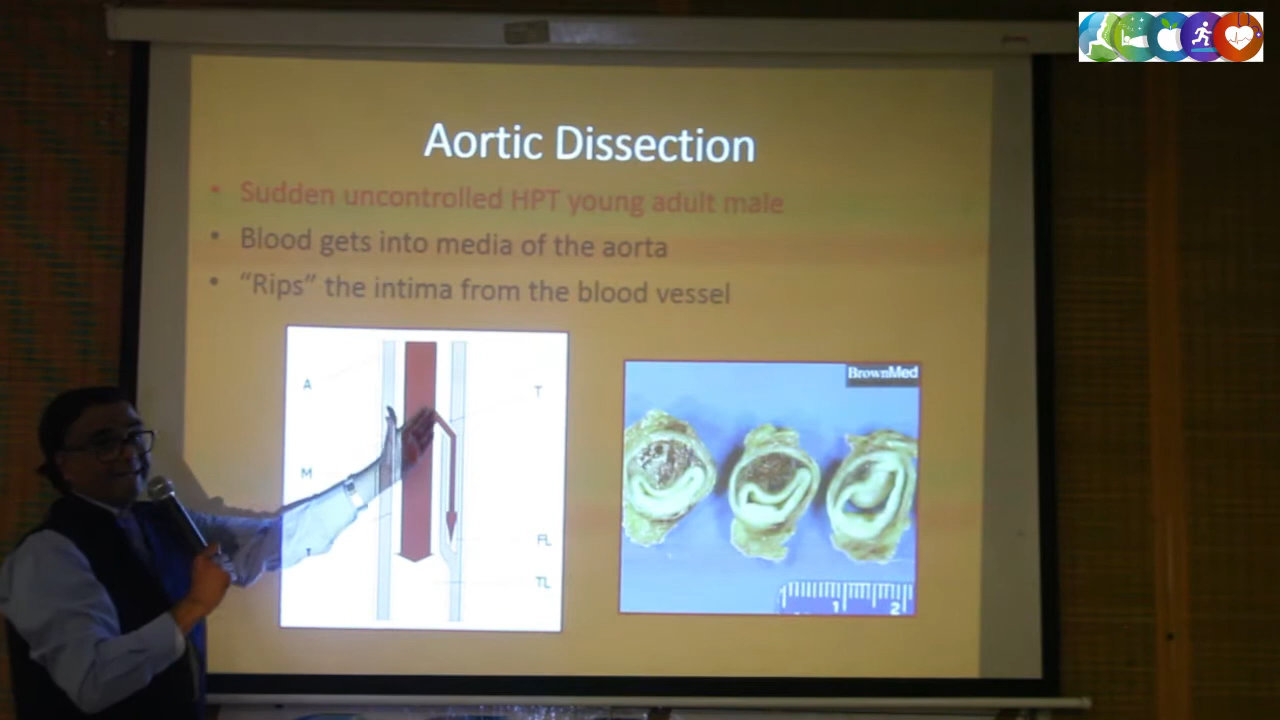 Aortic Dissection
• Sudden uncontrolled HPT young adult male
• Blood gets into media of the aorta
• “Rips” the intima from the blood vessel
BrownMed
A
T
M
I
FL
TL
1 2